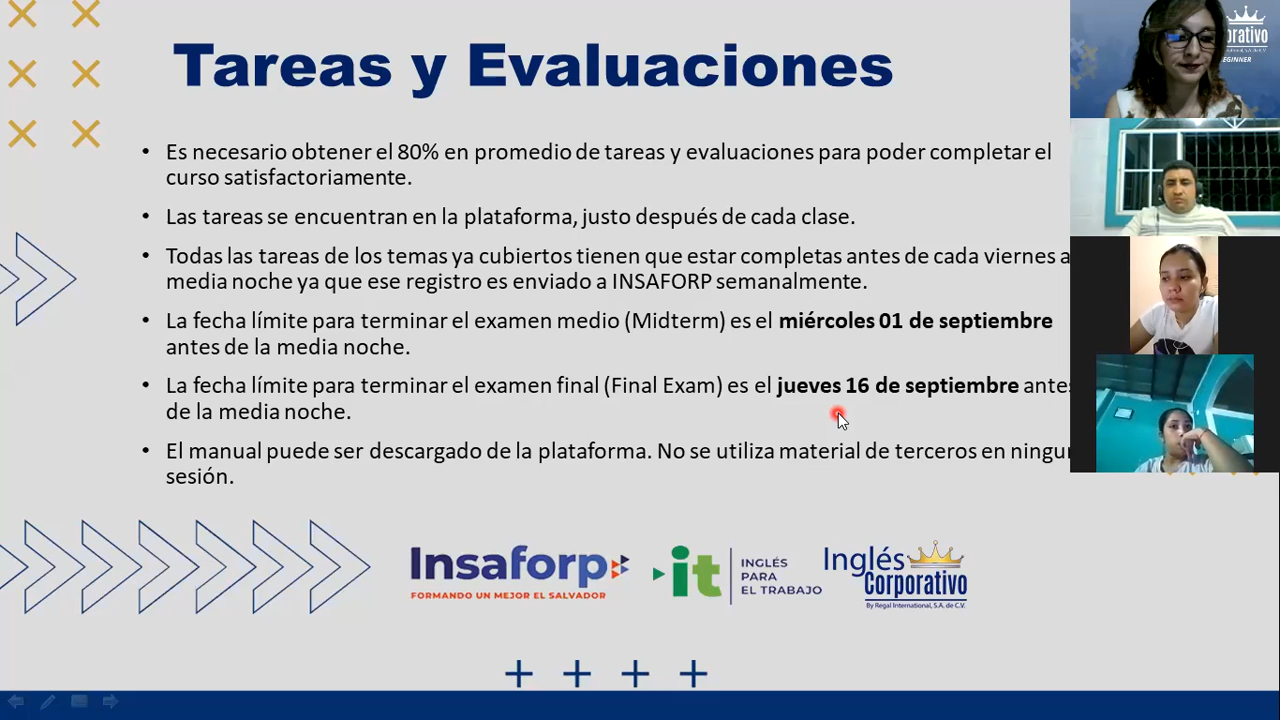 Tareas y Evaluaciones
• Es necesario obtener el 80% en promedio de tareas y evaluaciones para poder completar el
curso satisfactoriamente.
• Las tareas se encuentran en la plataforma, justo después de cada clase.
• Todas las tareas de los temas ya cubiertos tienen que estar completas antes de cada viernes a
media noche ya que ese registro es enviado a INSAFORP semanalmente.
• La fecha límite para terminar el examen medio (Midterm) es el miércoles 01 de septiembre
antes de la media noche.
• La fecha límite para terminar el examen final (Final Exam) es el jueves 16 de septiembre
de la media noche.
• El manual puede ser descargado de la plataforma. No se utiliza material de terceros en
sesión.
Insaforp
FORMANDO UN MEJOR EL SALVADOR
it
INGLÉS
PARA
EL TRABAJO
Inglés
Corporativo
By Regal International, S.A. de C.V.